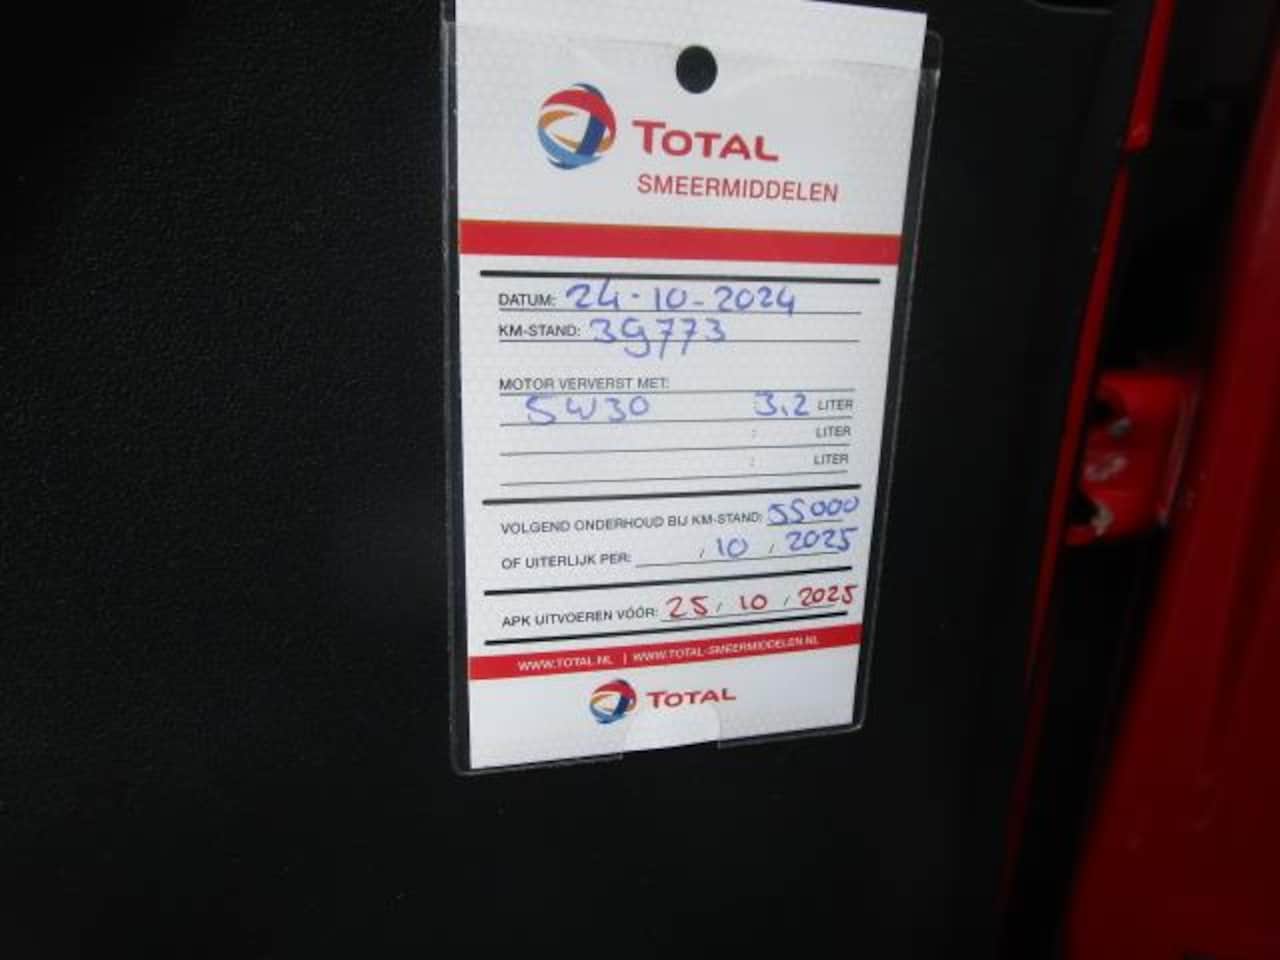 TOTAL
SMEERMIDDELEN
DATUM: 24-10-2024
KM-STAND: 39773
MOTOR VERVERST MET:
5W30 3.2 LITER
: LITER
: LITER
VOLGEND ONDERHOUD BIJ KM-STAND: 55000
OF UITERLIJK PER: / 10 / 2025
APK UITVOEREN VÓÓR: 25 / 10 / 2025
WWW.TOTAL.NL | WWW.TOTAL-SMEERMIDDELEN.NL
TOTAL